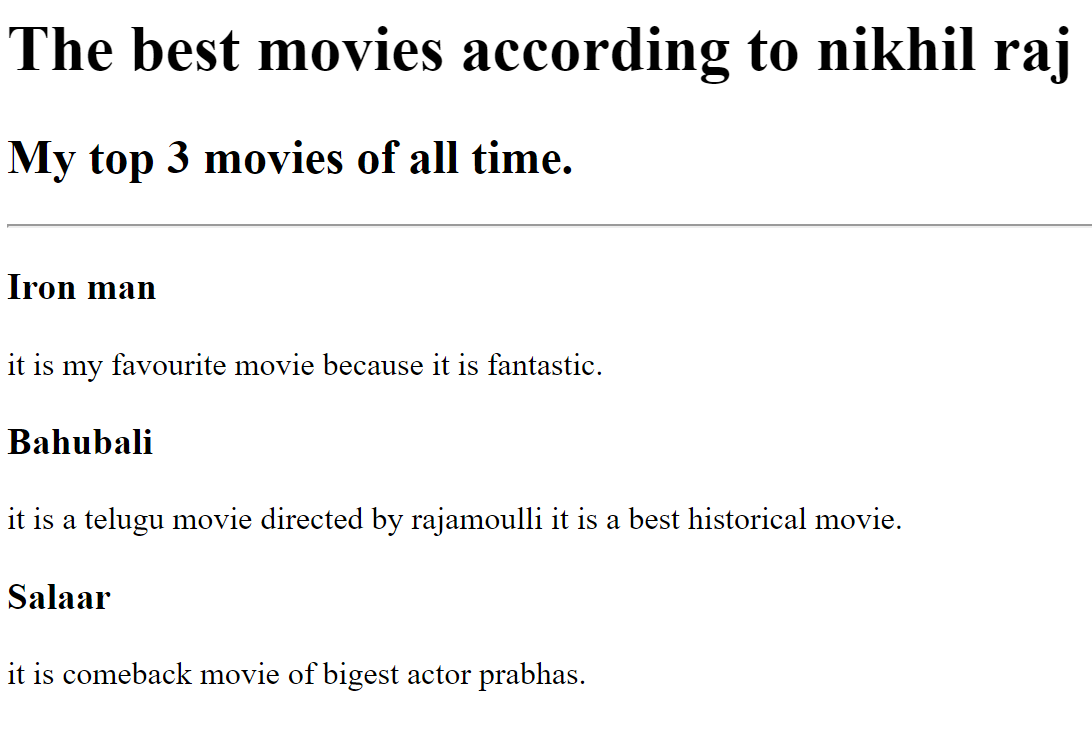 The best movies according to nikhil raj
My top 3 movies of all time.
Iron man
it is my favourite movie because it is fantastic.
Bahubali
it is a telugu movie directed by rajamoulli it is a best historical movie.
Salaar
it is comeback movie of bigest actor prabhas.